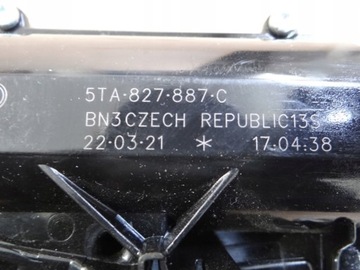 5TA·827·887·C
BN3CZECH REPUBLIC13S
22·03·21 * 17:04:38